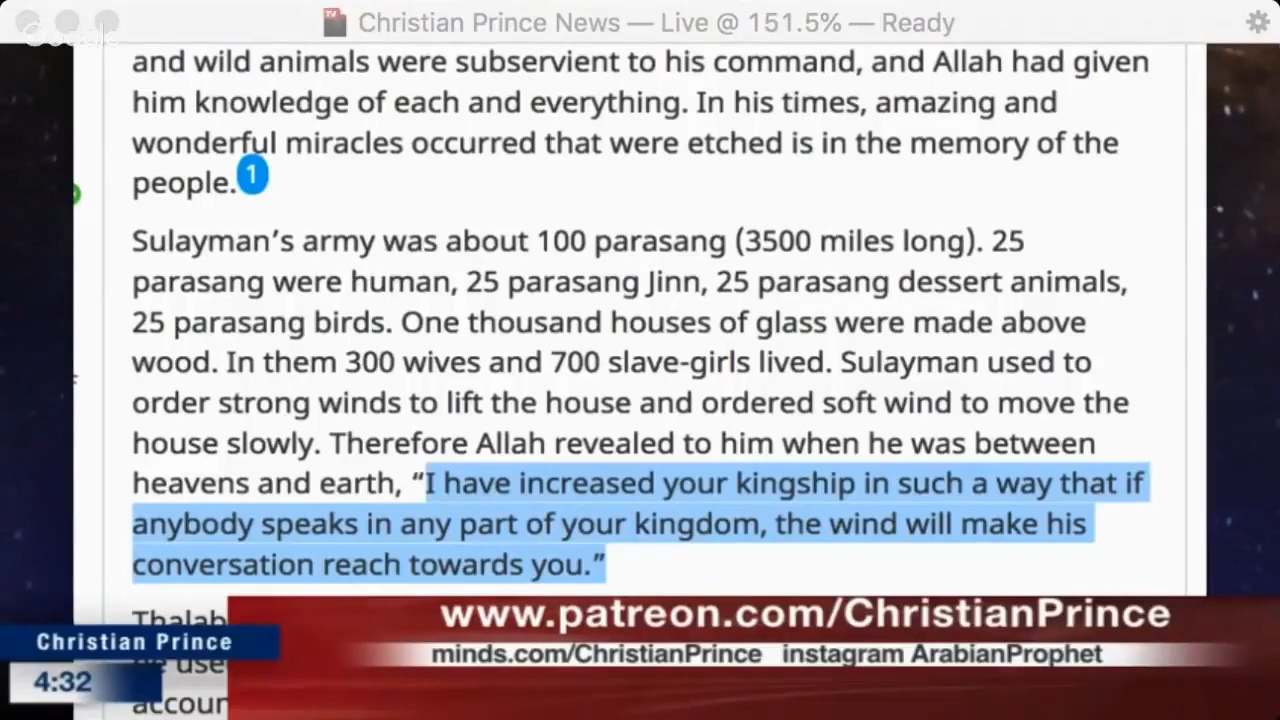 Christian Prince News — Live @ 151.5% — Ready
and wild animals were subservient to his command, and Allah had given
him knowledge of each and everything. In his times, amazing and
wonderful miracles occurred that were etched is in the memory of the
people.1
Sulayman’s army was about 100 parasang (3500 miles long). 25
parasang were human, 25 parasang Jinn, 25 parasang dessert animals,
25 parasang birds. One thousand houses of glass were made above
wood. In them 300 wives and 700 slave-girls lived. Sulayman used to
order strong winds to lift the house and ordered soft wind to move the
house slowly. Therefore Allah revealed to him when he was between
heavens and earth, “I have increased your kingship in such a way that if
anybody speaks in any part of your kingdom, the wind will make his
conversation reach towards you.”
Thalab
use
accoun
www.patreon.com/ChristianPrince
minds.com/ChristianPrince instagram ArabianProphet
Christian Prince
4:32